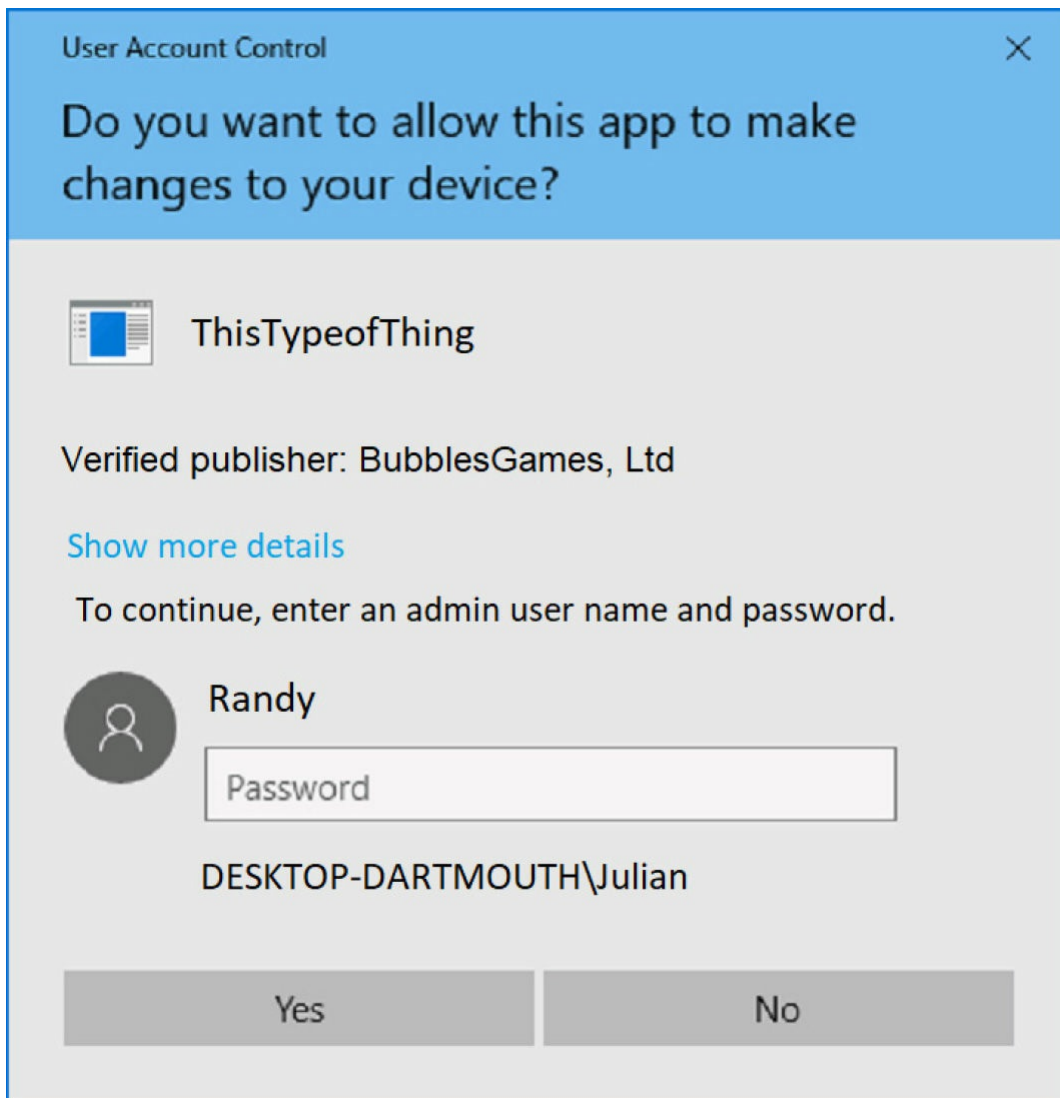 User Account Control
Do you want to allow this app to make
changes to your device?
ThisTypeofThing
Verified publisher: BubblesGames, Ltd
Show more details
To continue, enter an admin user name and password.
Randy
Password
DESKTOP-DARTMOUTH\Julian
Yes
No